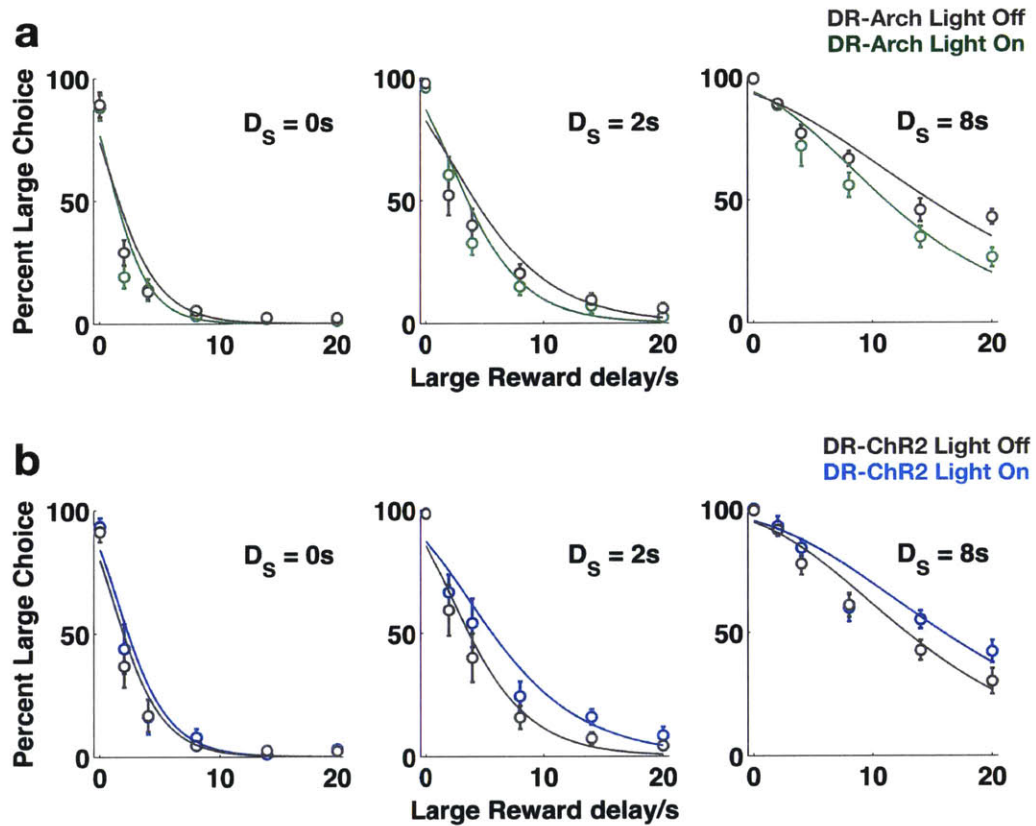 a
DR-Arch Light Off
DR-Arch Light On
Percent Large Choice
100
50
0
0
10
20
D_S = 0s
100
50
0
0
10
20
D_S = 2s
100
50
0
0
10
20
D_S = 8s
Large Reward delay/s
b
DR-ChR2 Light Off
DR-ChR2 Light On
Percent Large Choice
100
50
0
0
10
20
D_S = 0s
100
50
0
0
10
20
D_S = 2s
100
50
0
0
10
20
D_S = 8s
Large Reward delay/s